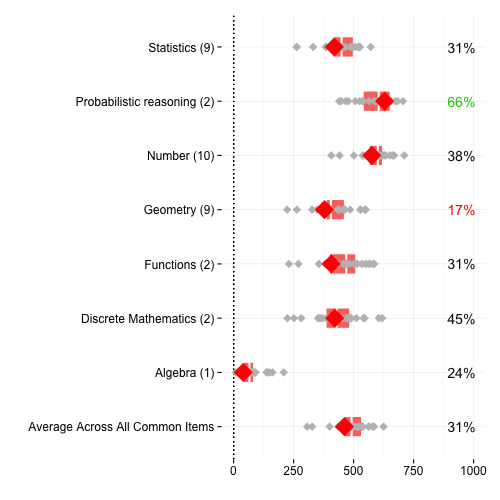 Statistics (9) 31%
Probabilistic reasoning (2) 66%
Number (10) 38%
Geometry (9) 17%
Functions (2) 31%
Discrete Mathematics (2) 45%
Algebra (1) 24%
Average Across All Common Items 31%
0 250 500 750 1000